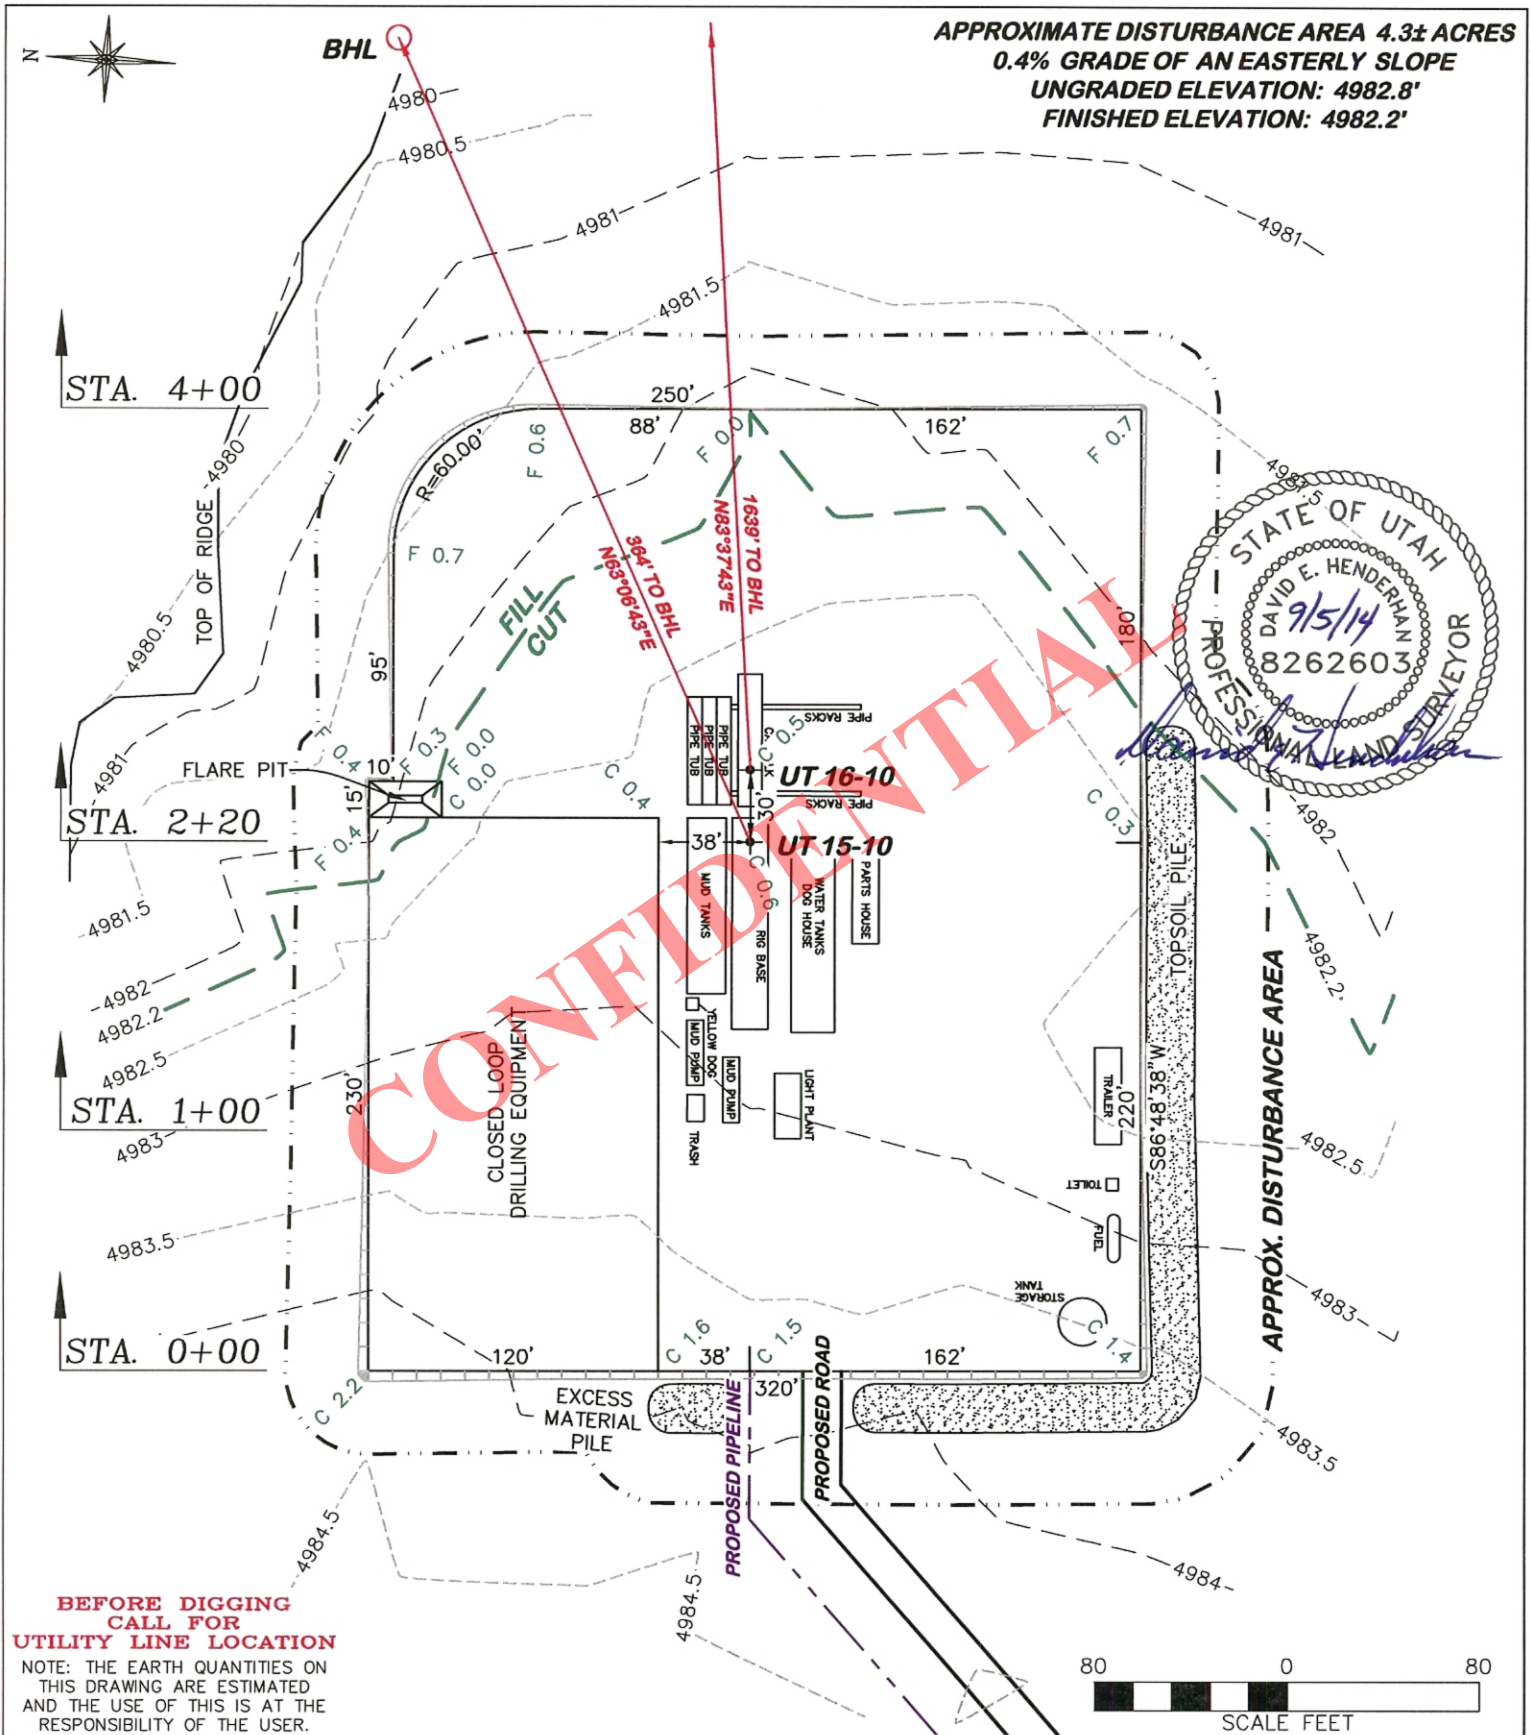 N
BHL
APPROXIMATE DISTURBANCE AREA 4.3± ACRES
0.4% GRADE OF AN EASTERLY SLOPE
UNGRADED ELEVATION: 4982.8'
FINISHED ELEVATION: 4982.2'
4980
4980.5
4981
4981
4981.5
STA. 4+00
250'
88'
162'
F 0.6
F 0.0
F 0.7
R=60.00'
4980
TOP OF RIDGE
4981.5
F 0.7
FILL
CUT
364' TO BHL
N63°06'43"E
1639' TO BHL
N83°37'43"E
180'
STATE OF UTAH
DAVID E. HENDERHAN
9/5/14
8262603
PROFESSIONAL LAND SURVEYOR
4980.5
95'
PIPE RACKS
PIPE TUB
PIPE TUB
PIPE TUB
C 0.5
F 0.4
F 0.3
F 0.0
FLARE PIT
10'
15'
C 0.0
C 0.4
UT 16-10
PIPE RACKS
30'
4981
STA. 2+20
F 0.4
38'
UT 15-10
C 0.3
4982
C 0.6
MUD TANKS
RIG BASE
WATER TANKS
DOG HOUSE
PARTS HOUSE
TOPSOIL PILE
4981.5
4982
4982.2
4982.2
4982.5
STA. 1+00
4983
230'
CLOSED LOOP
DRILLING EQUIPMENT
YELLOW DOG
MUD PUMP
MUD PUMP
TRASH
LIGHT PLANT
TRAILER
220'
S86°48'38"W
APPROX. DISTURBANCE AREA
4982.5
TOILET
FUEL
4983.5
STORAGE
TANK
4983
STA. 0+00
120'
C 1.6
38'
C 1.5
162'
C 1.4
C 2.2
320'
EXCESS
MATERIAL
PILE
PROPOSED PIPELINE
PROPOSED ROAD
4983.5
4984.5
4984.5
4984
CONFIDENTIAL
BEFORE DIGGING
CALL FOR
UTILITY LINE LOCATION
NOTE: THE EARTH QUANTITIES ON
THIS DRAWING ARE ESTIMATED
AND THE USE OF THIS IS AT THE
RESPONSIBILITY OF THE USER.
80 0 80
SCALE FEET